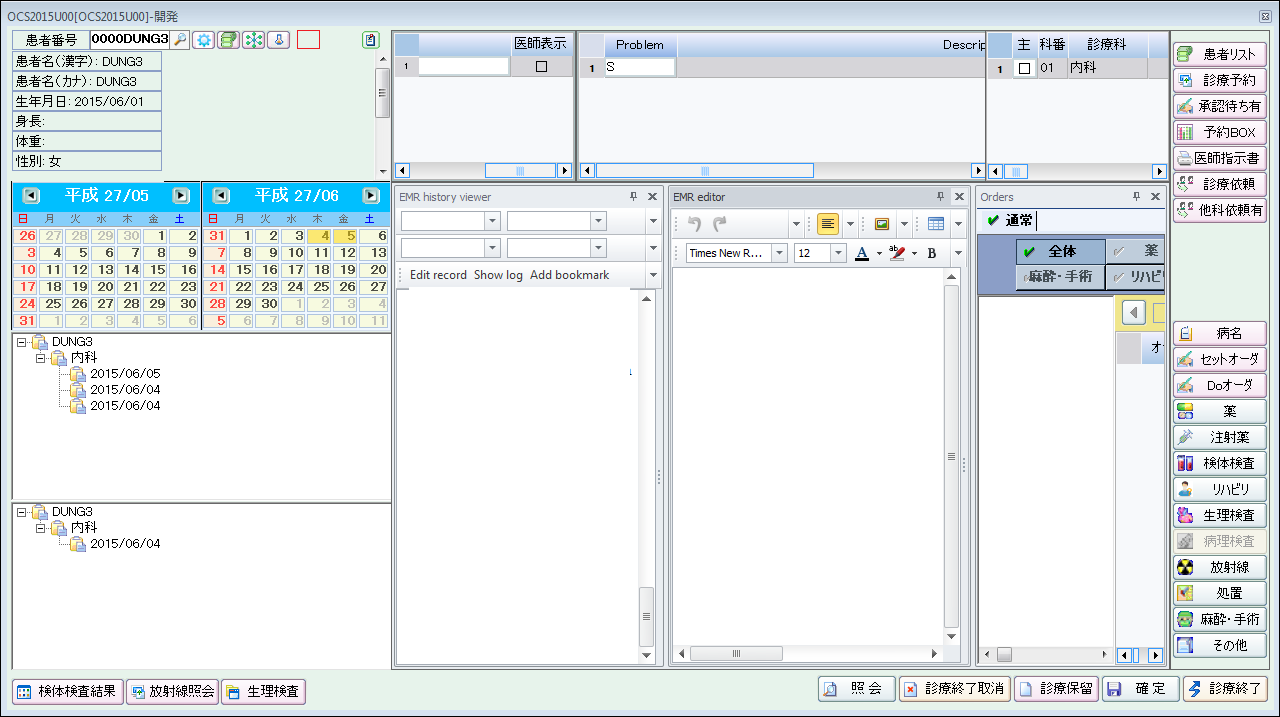 OCS2015U00[OCS2015U00]-開発
患者番号 0000DUNG3
患者名(漢字): DUNG3
患者名(カナ): DUNG3
生年月日: 2015/06/01
身長:
体重:
性別: 女
医師表示
1
Problem Descrip
1 S
主 科番 診療科
1 01 内科
患者リスト
診療予約
承認待ち有
予約BOX
医師指示書
診療依頼
他科依頼有
平成 27/05
日 月 火 水 木 金 土
26 27 28 29 30 1 2
3 4 5 6 7 8 9
10 11 12 13 14 15 16
17 18 19 20 21 22 23
24 25 26 27 28 29 30
31 1 2 3 4 5 6
平成 27/06
日 月 火 水 木 金 土
31 1 2 3 4 5 6
7 8 9 10 11 12 13
14 15 16 17 18 19 20
21 22 23 24 25 26 27
28 29 30 1 2 3 4
5 6 7 8 9 10 11
DUNG3
内科
2015/06/05
2015/06/04
2015/06/04
DUNG3
内科
2015/06/04
EMR history viewer
Edit record Show log Add bookmark
EMR editor
Times New R... 12 A ab B
Orders
通常
全体 薬
麻酔・手術 リハビ
オ
病名
セットオーダ
Doオーダ
薬
注射薬
検体検査
リハビリ
生理検査
病理検査
放射線
処置
麻酔・手術
その他
検体検査結果 放射線照会 生理検査
照 会 診療終了取消 診療保留 確 定 診療終了